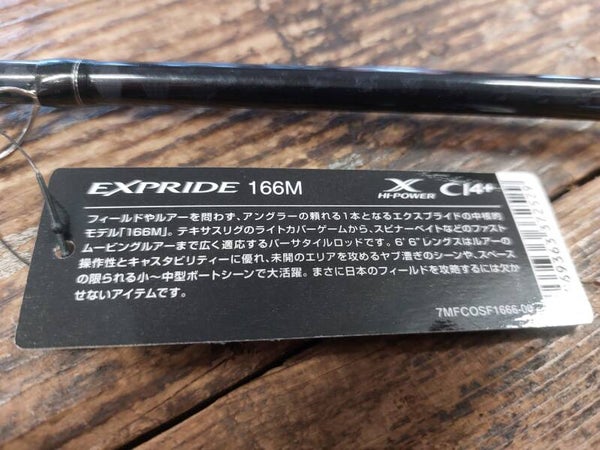 EXPRIDE 166M
X HI-POWER CI4+
フィールドやルアーを問わず、アングラーの頼れる1本となるエクスプライドの中核的
モデル「166M」。テキサスリグのライトカバーゲームから、スピナーベイトなどのファスト
ムービングルアーまで広く適応するバーサタイルロッドです。6'6"レングスはルアーの
操作性とキャスタビリティーに優れ、未開のエリアを攻めるヤブ漕ぎのシーンや、スペース
の限られる小〜中型ボートシーンで大活躍。まさに日本のフィールドを攻略するには欠か
せないアイテムです。